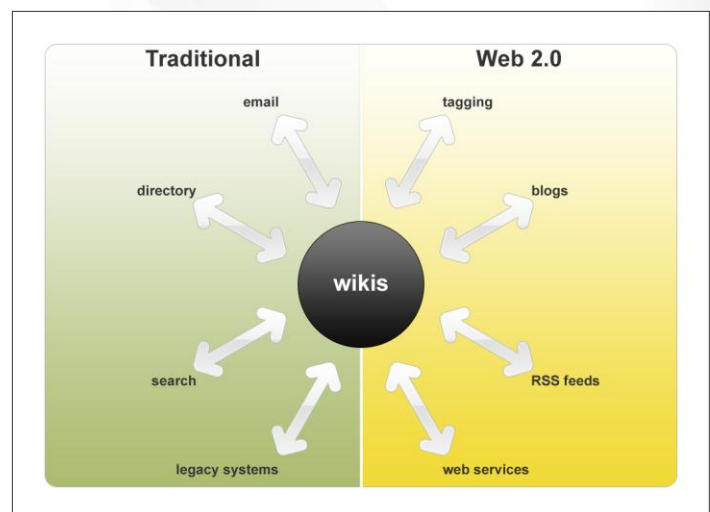 Traditional
Web 2.0
email
tagging
directory
blogs
wikis
search
RSS feeds
legacy systems
web services